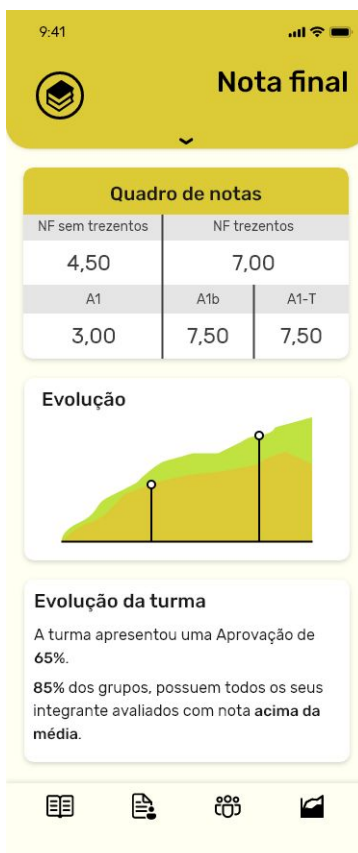 9:41
Nota final
Quadro de notas
NF sem trezentos NF trezentos
4,50 7,00
A1 A1b A1-T
3,00 7,50 7,50
Evolução
Evolução da turma
A turma apresentou uma Aprovação de
65%.
85% dos grupos, possuem todos os seus
integrante avaliados com nota acima da
média.